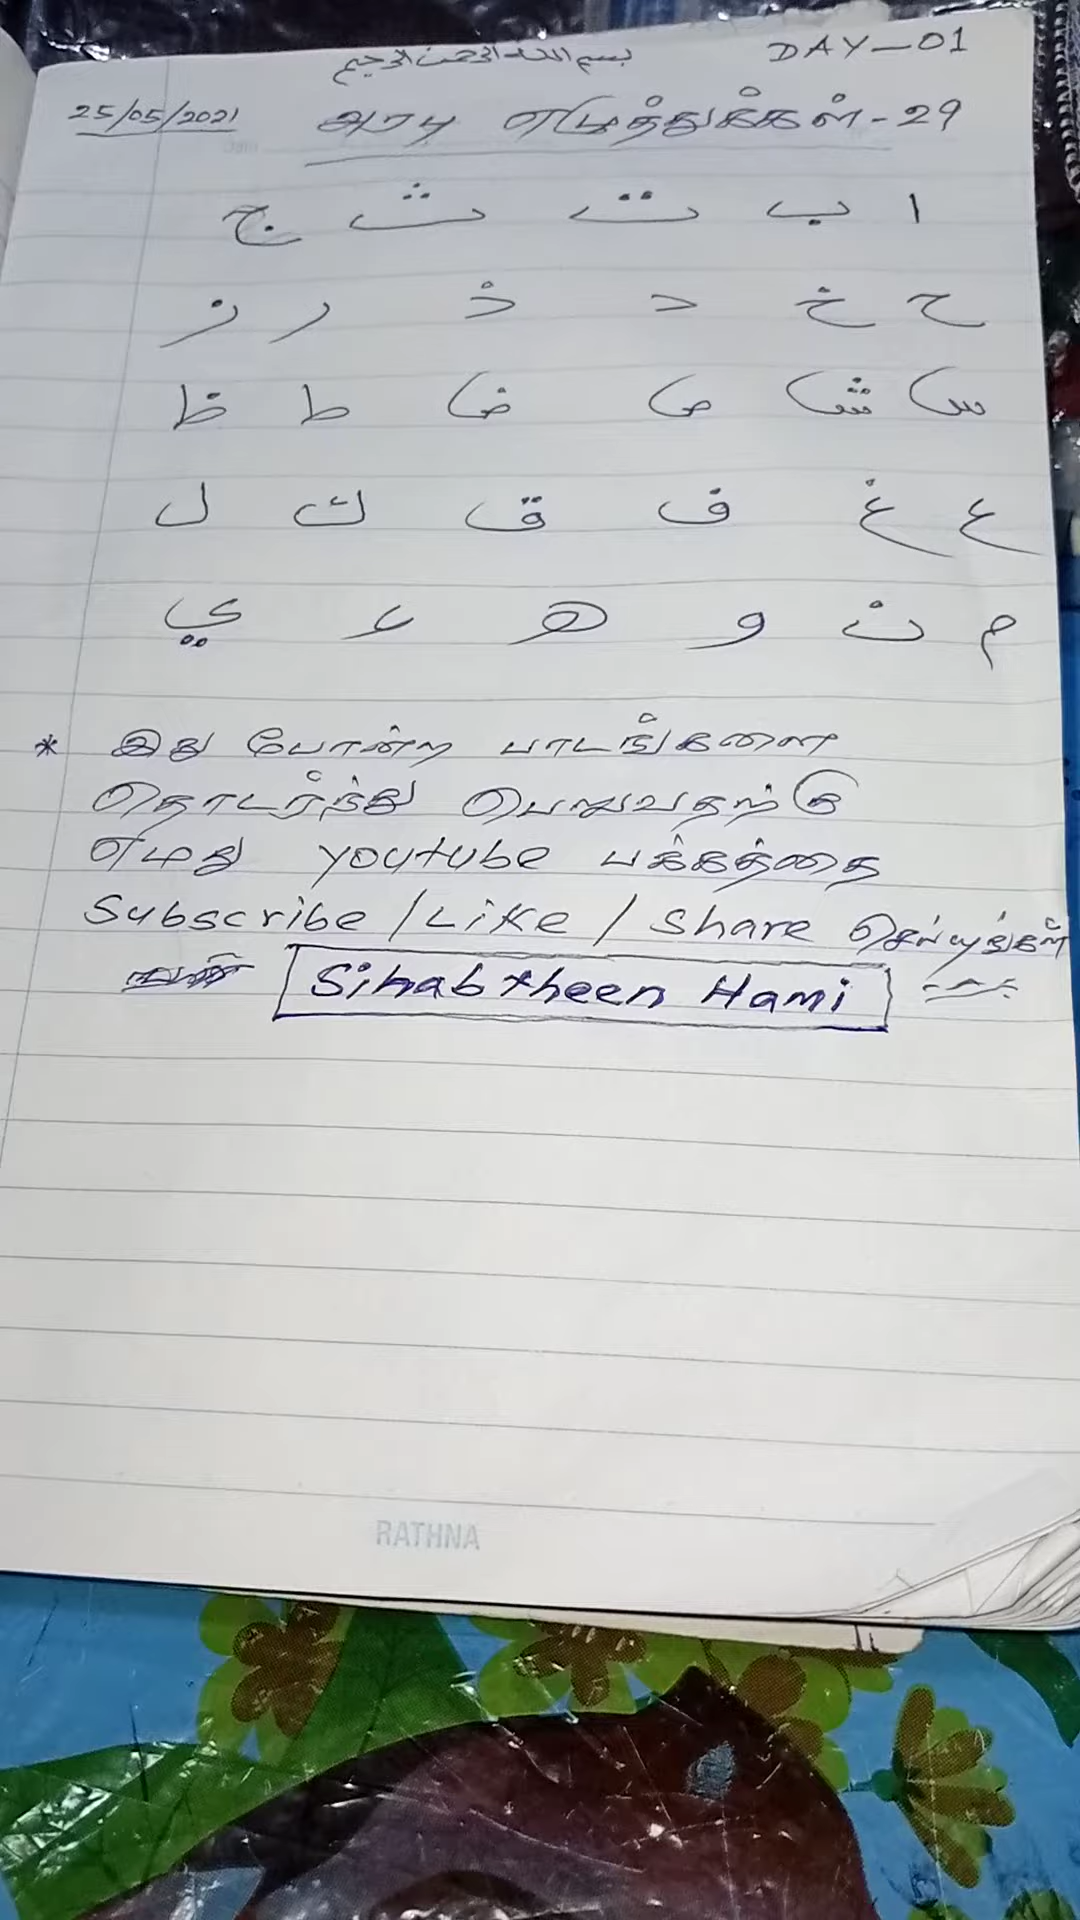 بسم الله الرحمن الرحيم
DAY-01
25/05/2021
அரபு எழுத்துக்கள்-29
ا ب ت ث ج
ح خ د ذ ر ز
س ش ص ض ط ظ
ع غ ف ق ك ل
م ن و ه ء ي
* இது போன்ற பாடங்களை
தொடர்ந்து பெறுவதற்கு
எமது youtube பக்கத்தை
Subscribe / Like / Share செய்யுங்கள்
Sihabtheen Hami
RATHNA